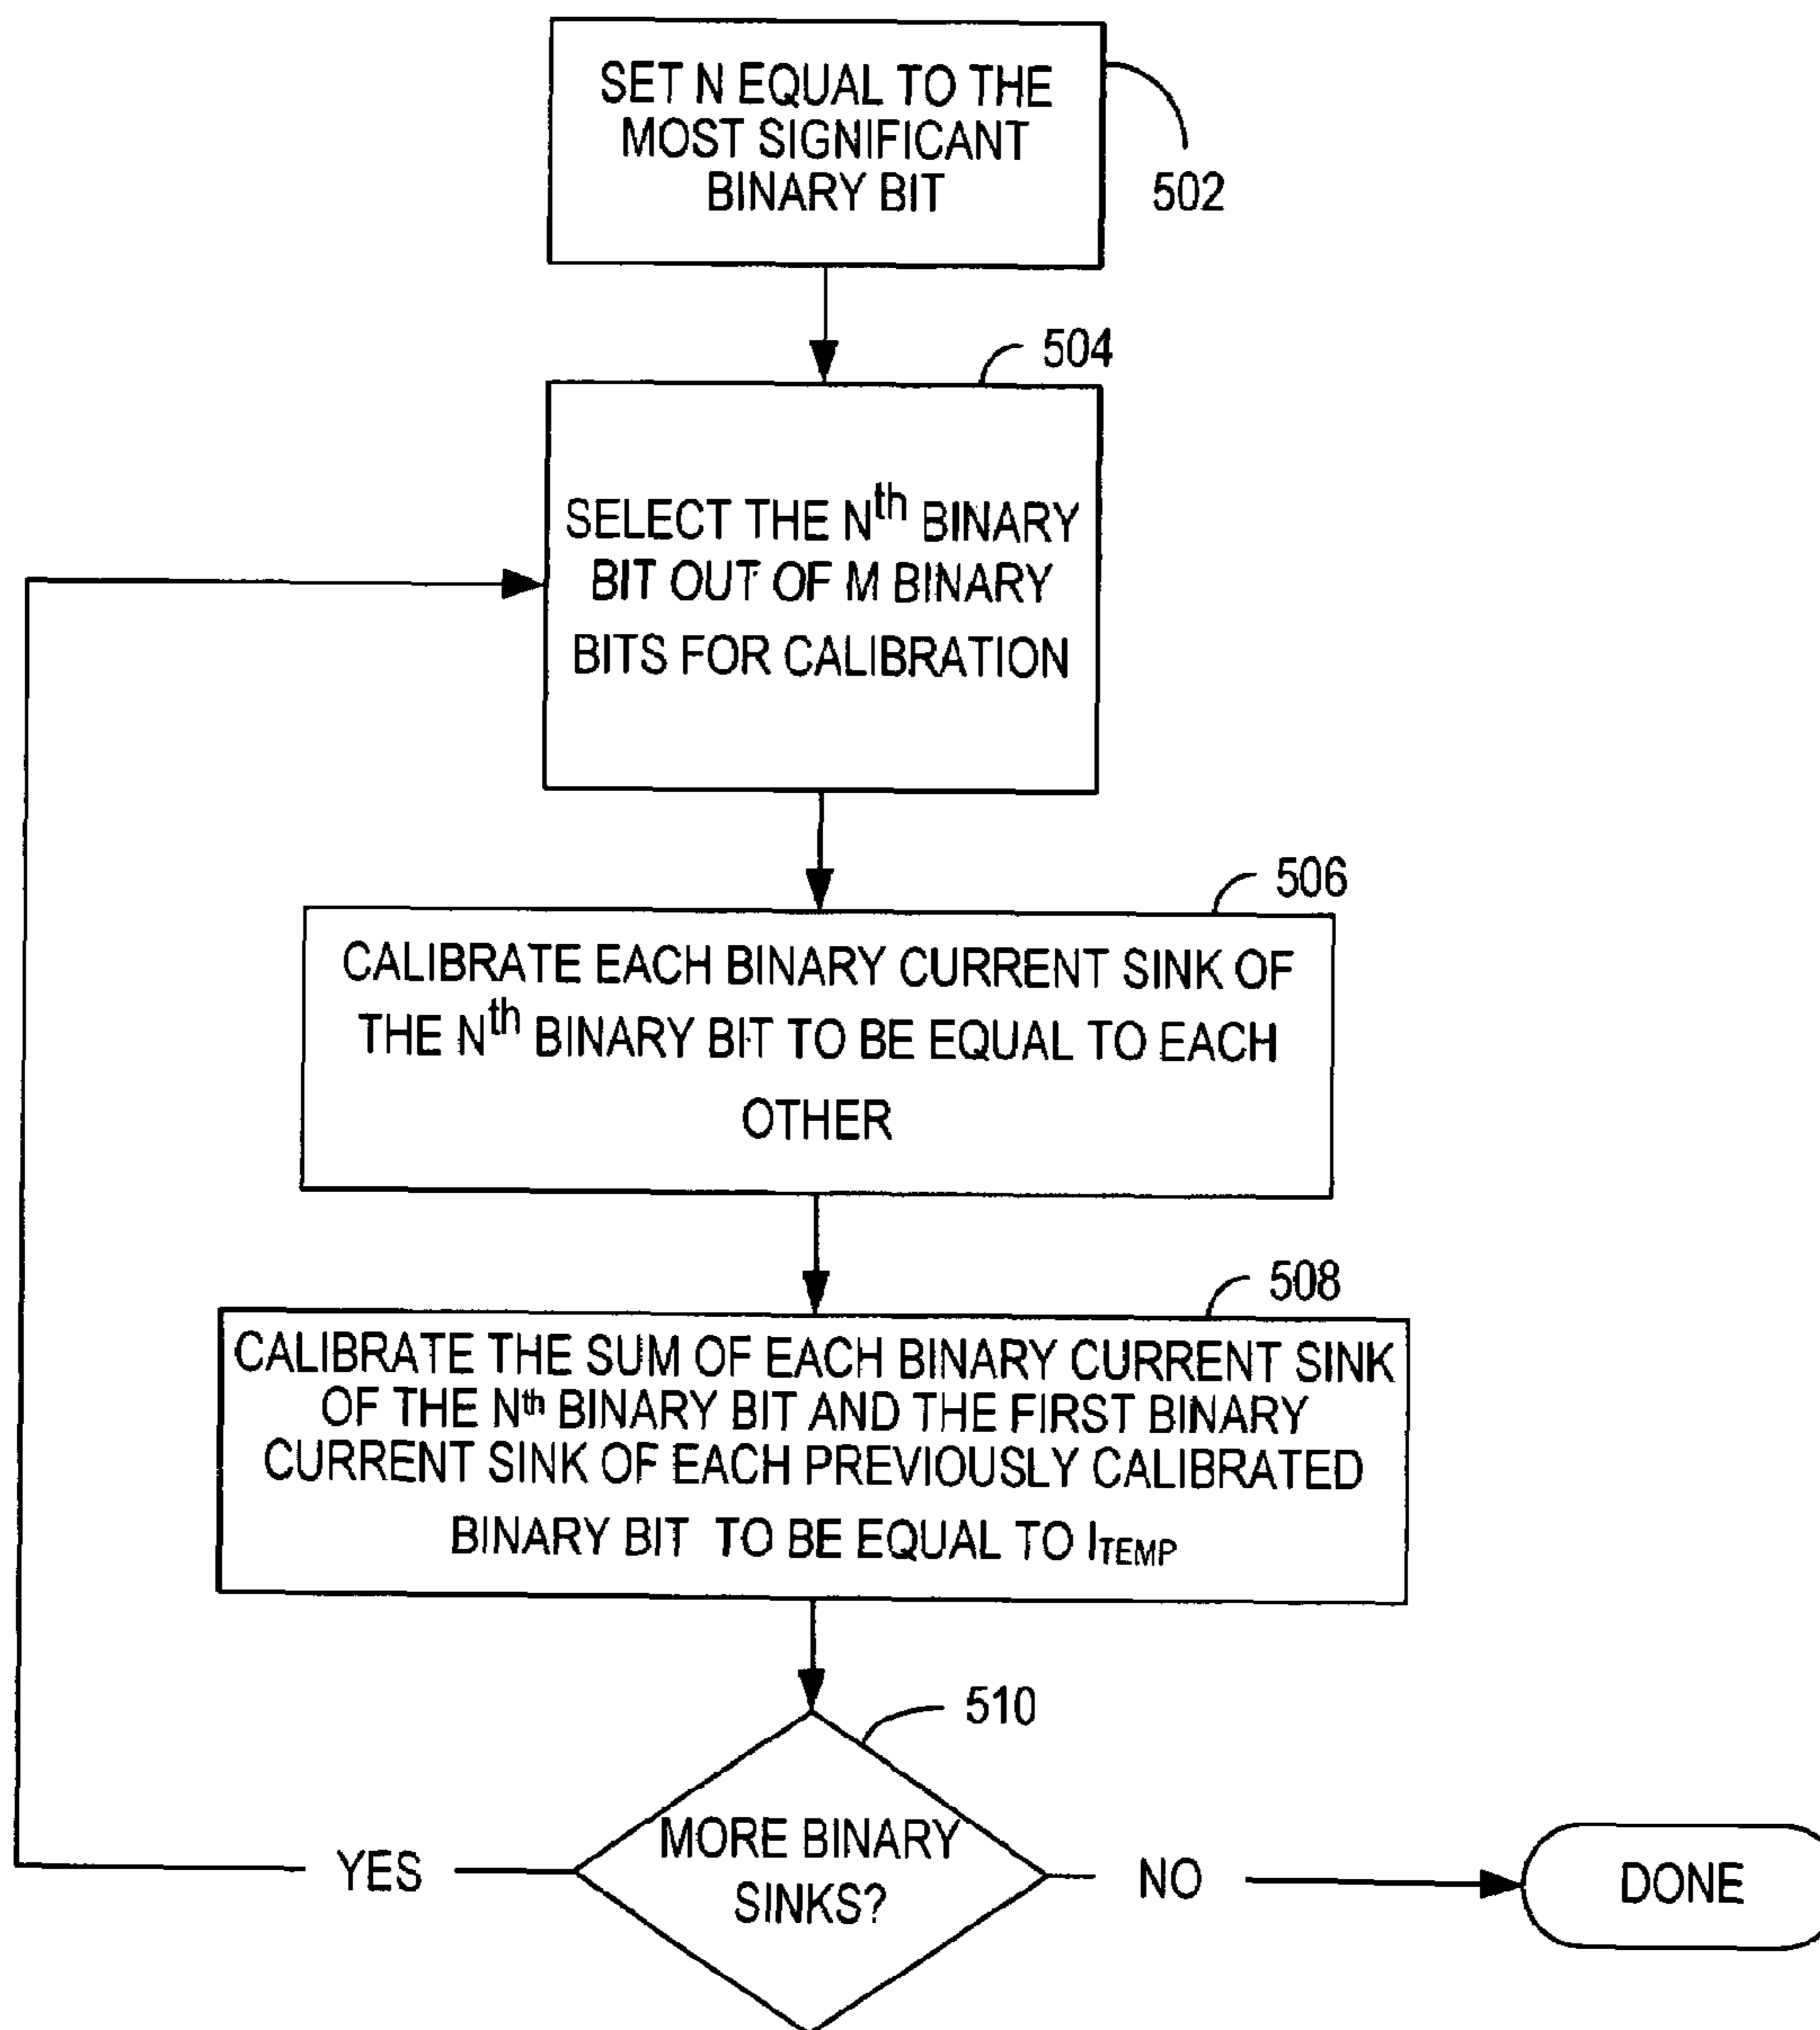 SET N EQUAL TO THE
MOST SIGNIFICANT
BINARY BIT
502
504
SELECT THE Nth BINARY
BIT OUT OF M BINARY
BITS FOR CALIBRATION
506
CALIBRATE EACH BINARY CURRENT SINK OF
THE Nth BINARY BIT TO BE EQUAL TO EACH
OTHER
508
CALIBRATE THE SUM OF EACH BINARY CURRENT SINK
OF THE Nth BINARY BIT AND THE FIRST BINARY
CURRENT SINK OF EACH PREVIOUSLY CALIBRATED
BINARY BIT TO BE EQUAL TO ITEMP
510
MORE BINARY
SINKS?
YES
NO
DONE